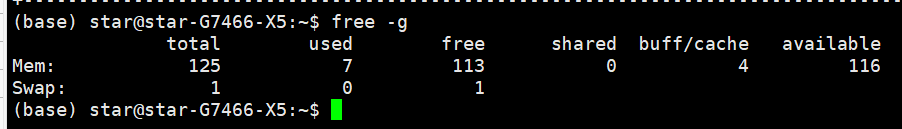 (base) star@star-G7466-X5:~$ free -g
              total        used        free      shared  buff/cache   available
Mem:            125           7         113           0           4         116
Swap:             1           0           1
(base) star@star-G7466-X5:~$